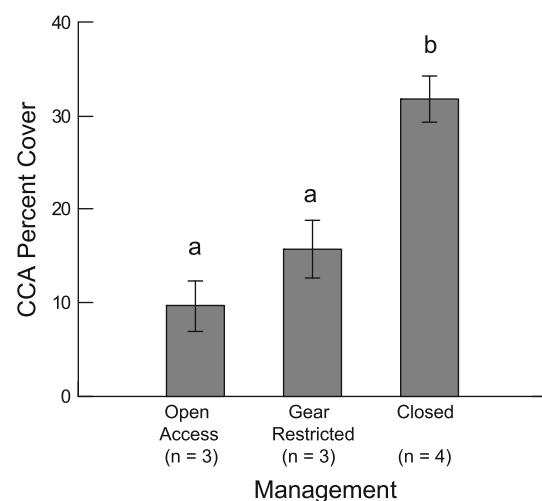 40
30
20
10
0
CCA Percent Cover
a
a
b
Open Access (n = 3)
Gear Restricted (n = 3)
Closed (n = 4)
Management